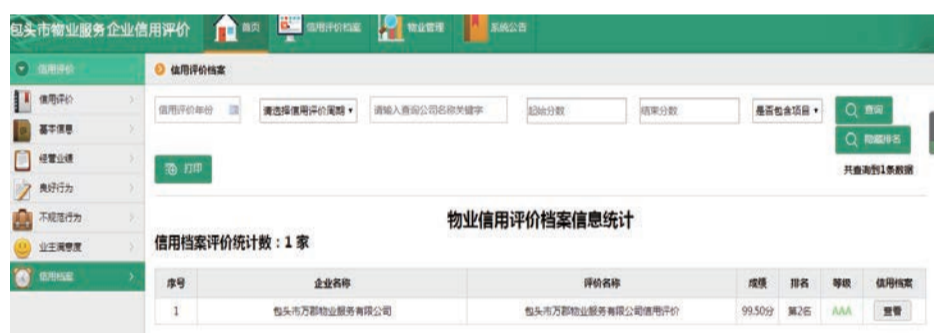 包头市物业服务企业信用评价 首页 信用评价档案 物业管理 系统公告
信用评价
信用评价档案
信用评价
基本信息
经营业绩
良好行为
不规范行为
业主满意度
信用档案
信用评价年份 请选择信用评价周期 请输入查询公司名称关键字 起始分数 结束分数 是否包含项目 查询
隐藏排名
打印
共查询到1条数据
物业信用评价档案信息统计
信用档案评价统计数：1 家
序号 企业名称 评价名称 成绩 排名 等级 信用档案
1 包头市万郡物业服务有限公司 包头市万郡物业服务有限公司信用评价 99.50分 第2名 AAA 查看